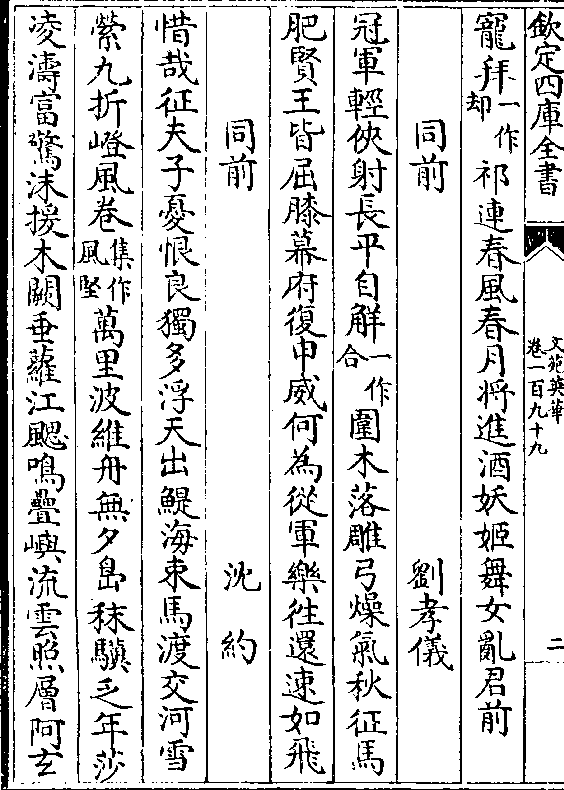 欽定四庫全書
文苑英華
卷一百九十九
二
寵拜一作却祁連春風春月將進酒妖姬舞女亂君前
同前 劉孝儀
冠軍輕俠射長平自解一作合圍木落雕弓燥氣秋征馬
肥賢王皆屈膝幕府復申威何為從軍樂往還速如飛
同前 沈約
惜哉征夫子憂恨良獨多浮天出鯷海束馬渡交河雪
縈九折嶝風卷集作風堅萬里波維舟無夕島秣驥乏年莎
凌濤富驚沫援木闕垂蘿江颸鳴疊嶼流雲照層阿玄